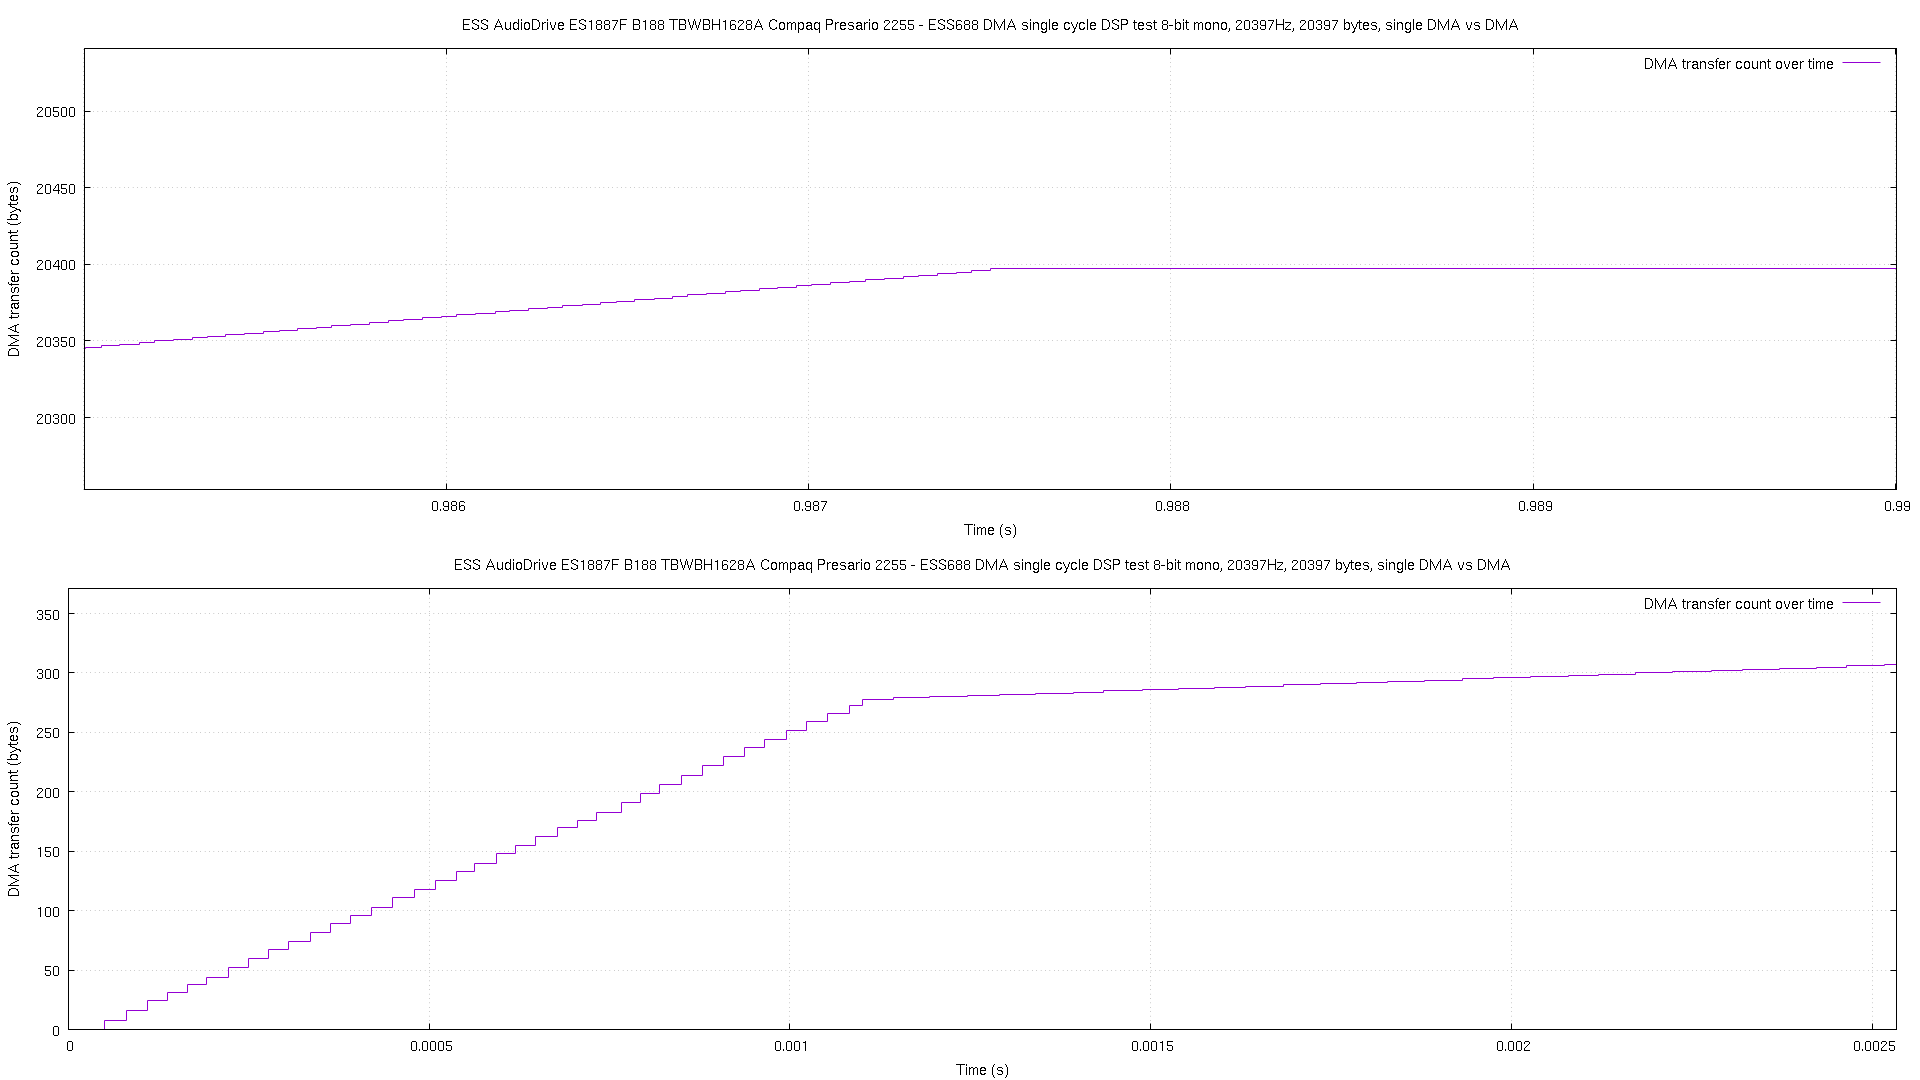 ESS AudioDrive ES1887F B188 TBWBH1628A Compaq Presario 2255 - ESS688 DMA single cycle DSP test 8-bit mono, 20397Hz, 20397 bytes, single DMA vs DMA
DMA transfer count over time
20500
20450
20400
20350
20300
DMA transfer count (bytes)
0.986 0.987 0.988 0.989 0.99
Time (s)
ESS AudioDrive ES1887F B188 TBWBH1628A Compaq Presario 2255 - ESS688 DMA single cycle DSP test 8-bit mono, 20397Hz, 20397 bytes, single DMA vs DMA
DMA transfer count over time
350
300
250
200
150
100
50
0
DMA transfer count (bytes)
0 0.0005 0.001 0.0015 0.002 0.0025
Time (s)